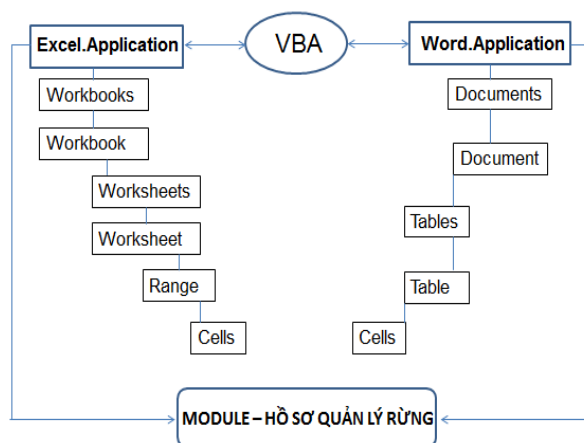 Excel.Application
VBA
Word.Application
Workbooks
Documents
Workbook
Document
Worksheets
Tables
Worksheet
Range
Table
Cells
Cells
MODULE – HỒ SƠ QUẢN LÝ RỪNG